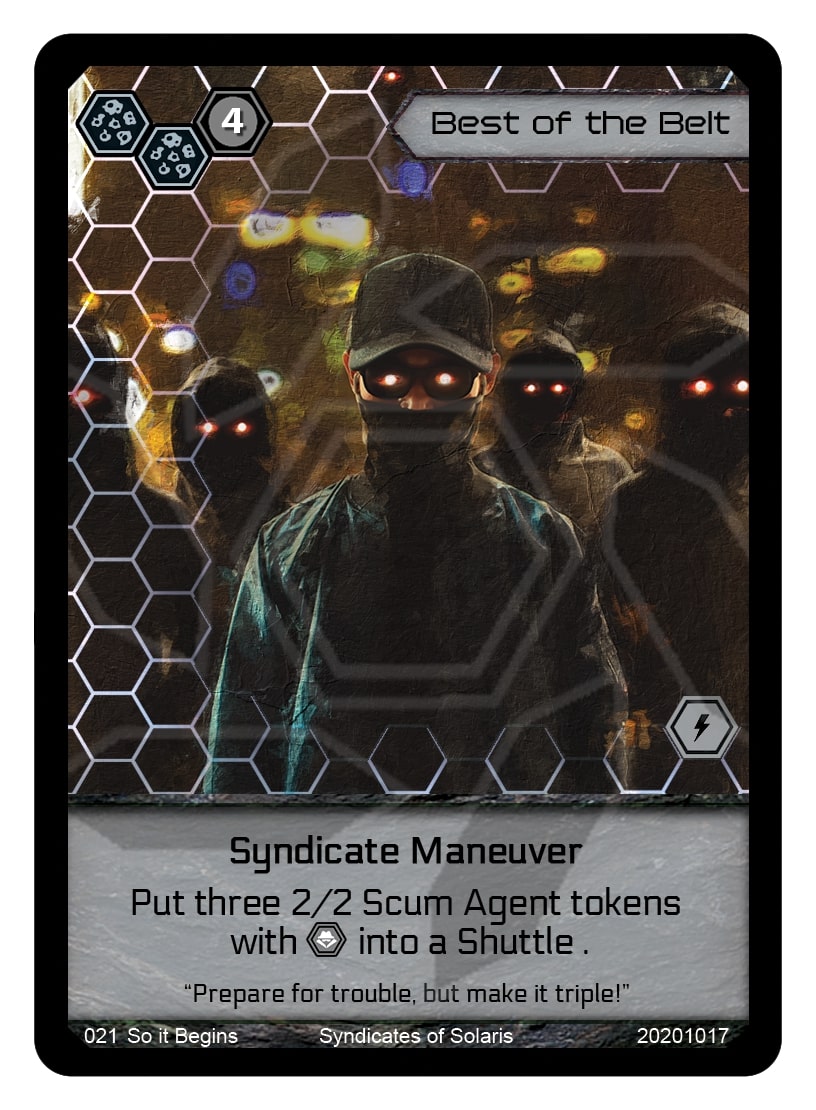 4
Best of the Belt
Syndicate Maneuver
Put three 2/2 Scum Agent tokens
with into a Shuttle .
“Prepare for trouble, but make it triple!”
021 So it Begins Syndicates of Solaris 20201017